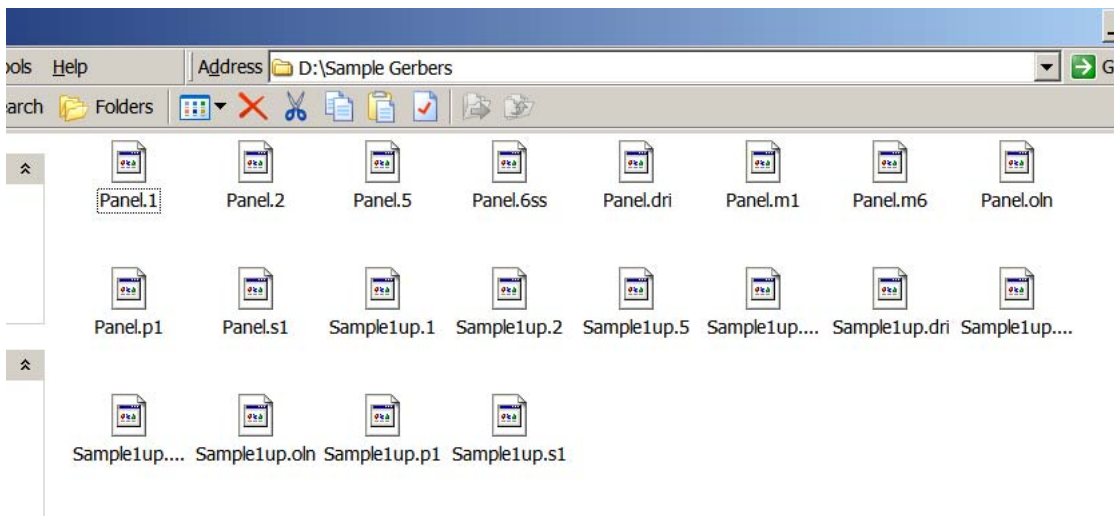 ools Help Address D:\Sample Gerbers G
earch Folders
Panel.1 Panel.2 Panel.5 Panel.6ss Panel.dri Panel.m1 Panel.m6 Panel.oln
Panel.p1 Panel.s1 Sample1up.1 Sample1up.2 Sample1up.5 Sample1up.... Sample1up.dri Sample1up....
Sample1up.... Sample1up.oln Sample1up.p1 Sample1up.s1